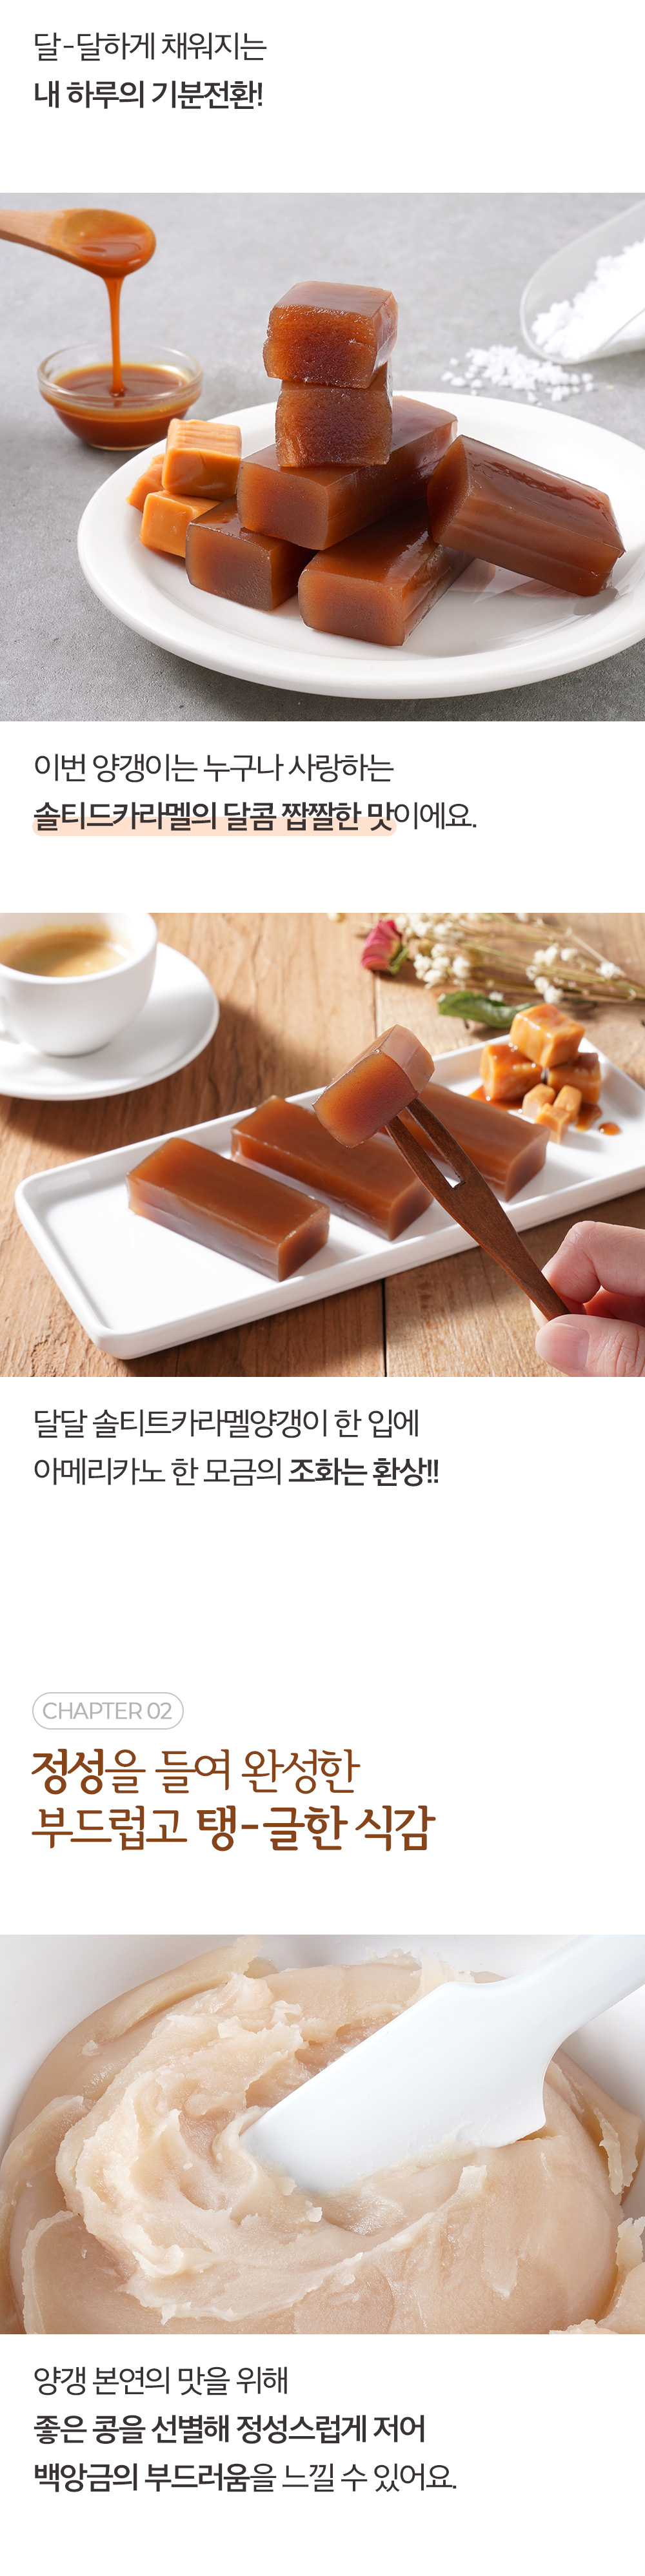 달-달하게 채워지는
내 하루의 기분전환!
이번 양갱이는 누구나 사랑하는
솔티드카라멜의 달콤 짭짤한 맛이에요.
달달 솔티트카라멜양갱이 한 입에
아메리카노 한 모금의 조화는 환상!!
CHAPTER 02
정성을 들여 완성한
부드럽고 탱-글한 식감
양갱 본연의 맛을 위해
좋은 콩을 선별해 정성스럽게 저어
백앙금의 부드러움을 느낄 수 있어요.